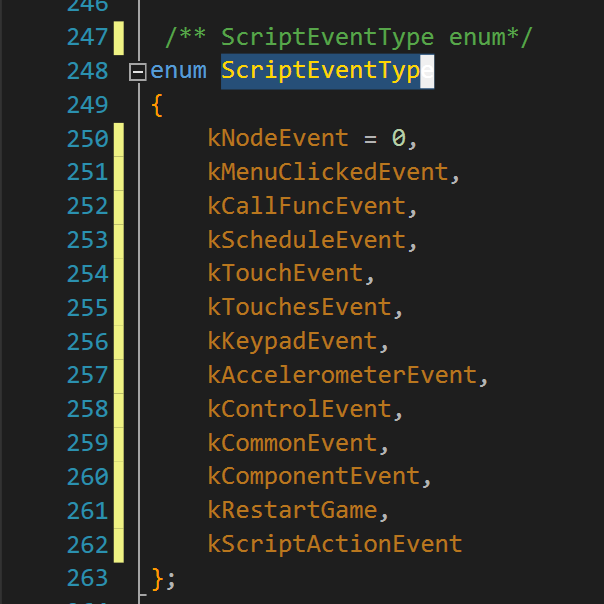 246
247 /** ScriptEventType enum*/
248 enum ScriptEventType
249 {
250 kNodeEvent = 0,
251 kMenuClickedEvent,
252 kCallFuncEvent,
253 kScheduleEvent,
254 kTouchEvent,
255 kTouchesEvent,
256 kKeypadEvent,
257 kAccelerometerEvent,
258 kControlEvent,
259 kCommonEvent,
260 kComponentEvent,
261 kRestartGame,
262 kScriptActionEvent
263 };